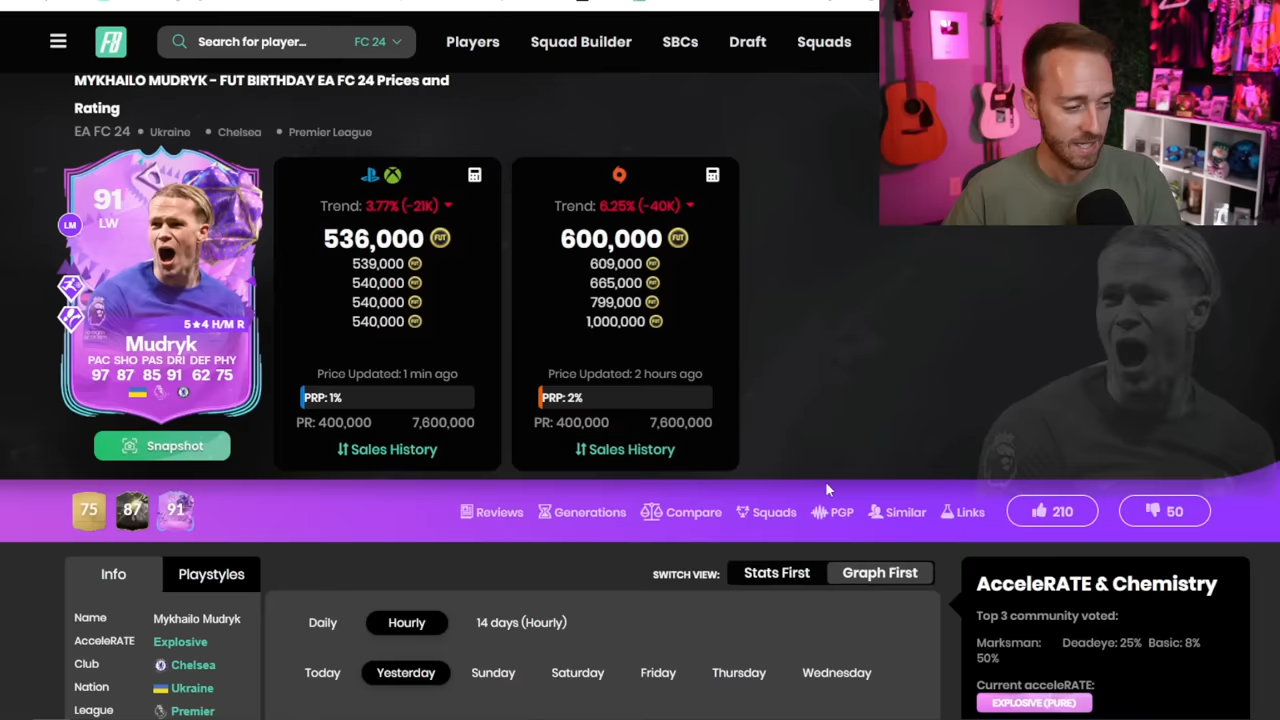 FB
Search for player...
FC 24
Players
Squad Builder
SBCs
Draft
Squads
MYKHAILO MUDRYK - FUT BIRTHDAY EA FC 24 Prices and
Rating
EA FC 24 • Ukraine • Chelsea • Premier League
91
LW
LM
5★4 H/M R
Mudryk
PAC SHO PAS DRI DEF PHY
97 87 85 91 62 75
Snapshot
Trend: 3.77% (-21K)
536,000
539,000
540,000
540,000
540,000
Price Updated: 1 min ago
PRP: 1%
PR: 400,000 7,600,000
Sales History
Trend: 6.25% (-40K)
600,000
609,000
665,000
799,000
1,000,000
Price Updated: 2 hours ago
PRP: 2%
PR: 400,000 7,600,000
Sales History
75
87
91
Reviews
Generations
Compare
Squads
PGP
Similar
Links
210
50
Info
Playstyles
Name Mykhailo Mudryk
AcceleRATE Explosive
Club Chelsea
Nation Ukraine
League Premier
SWITCH VIEW:
Stats First
Graph First
Daily
Hourly
14 days (Hourly)
Today
Yesterday
Sunday
Saturday
Friday
Thursday
Wednesday
AcceleRATE & Chemistry
Top 3 community voted:
Marksman: Deadeye: 25% Basic: 8%
50%
Current acceleRATE:
EXPLOSIVE (PURE)